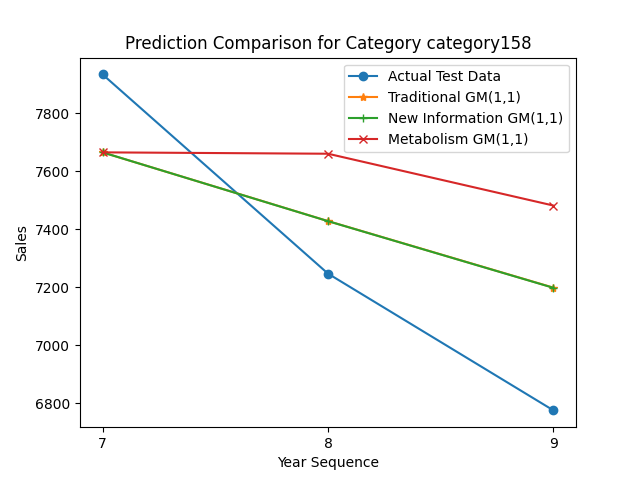 Prediction Comparison for Category category158
Actual Test Data
Traditional GM(1,1)
New Information GM(1,1)
Metabolism GM(1,1)
Sales
7800
7600
7400
7200
7000
6800
7
8
9
Year Sequence